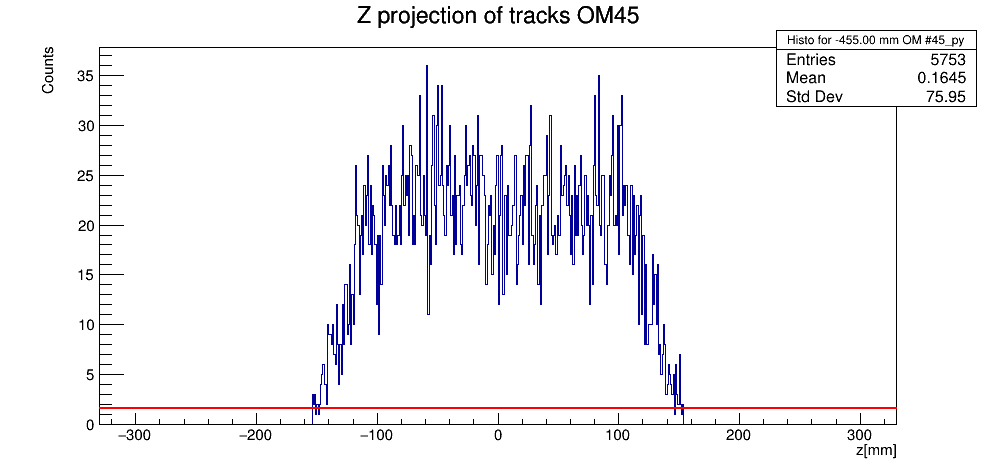 Z projection of tracks OM45
Histo for -455.00 mm OM #45_py
Entries 5753
Mean 0.1645
Std Dev 75.95
Counts
35
30
25
20
15
10
5
0
−300 −200 −100 0 100 200 300
z[mm]